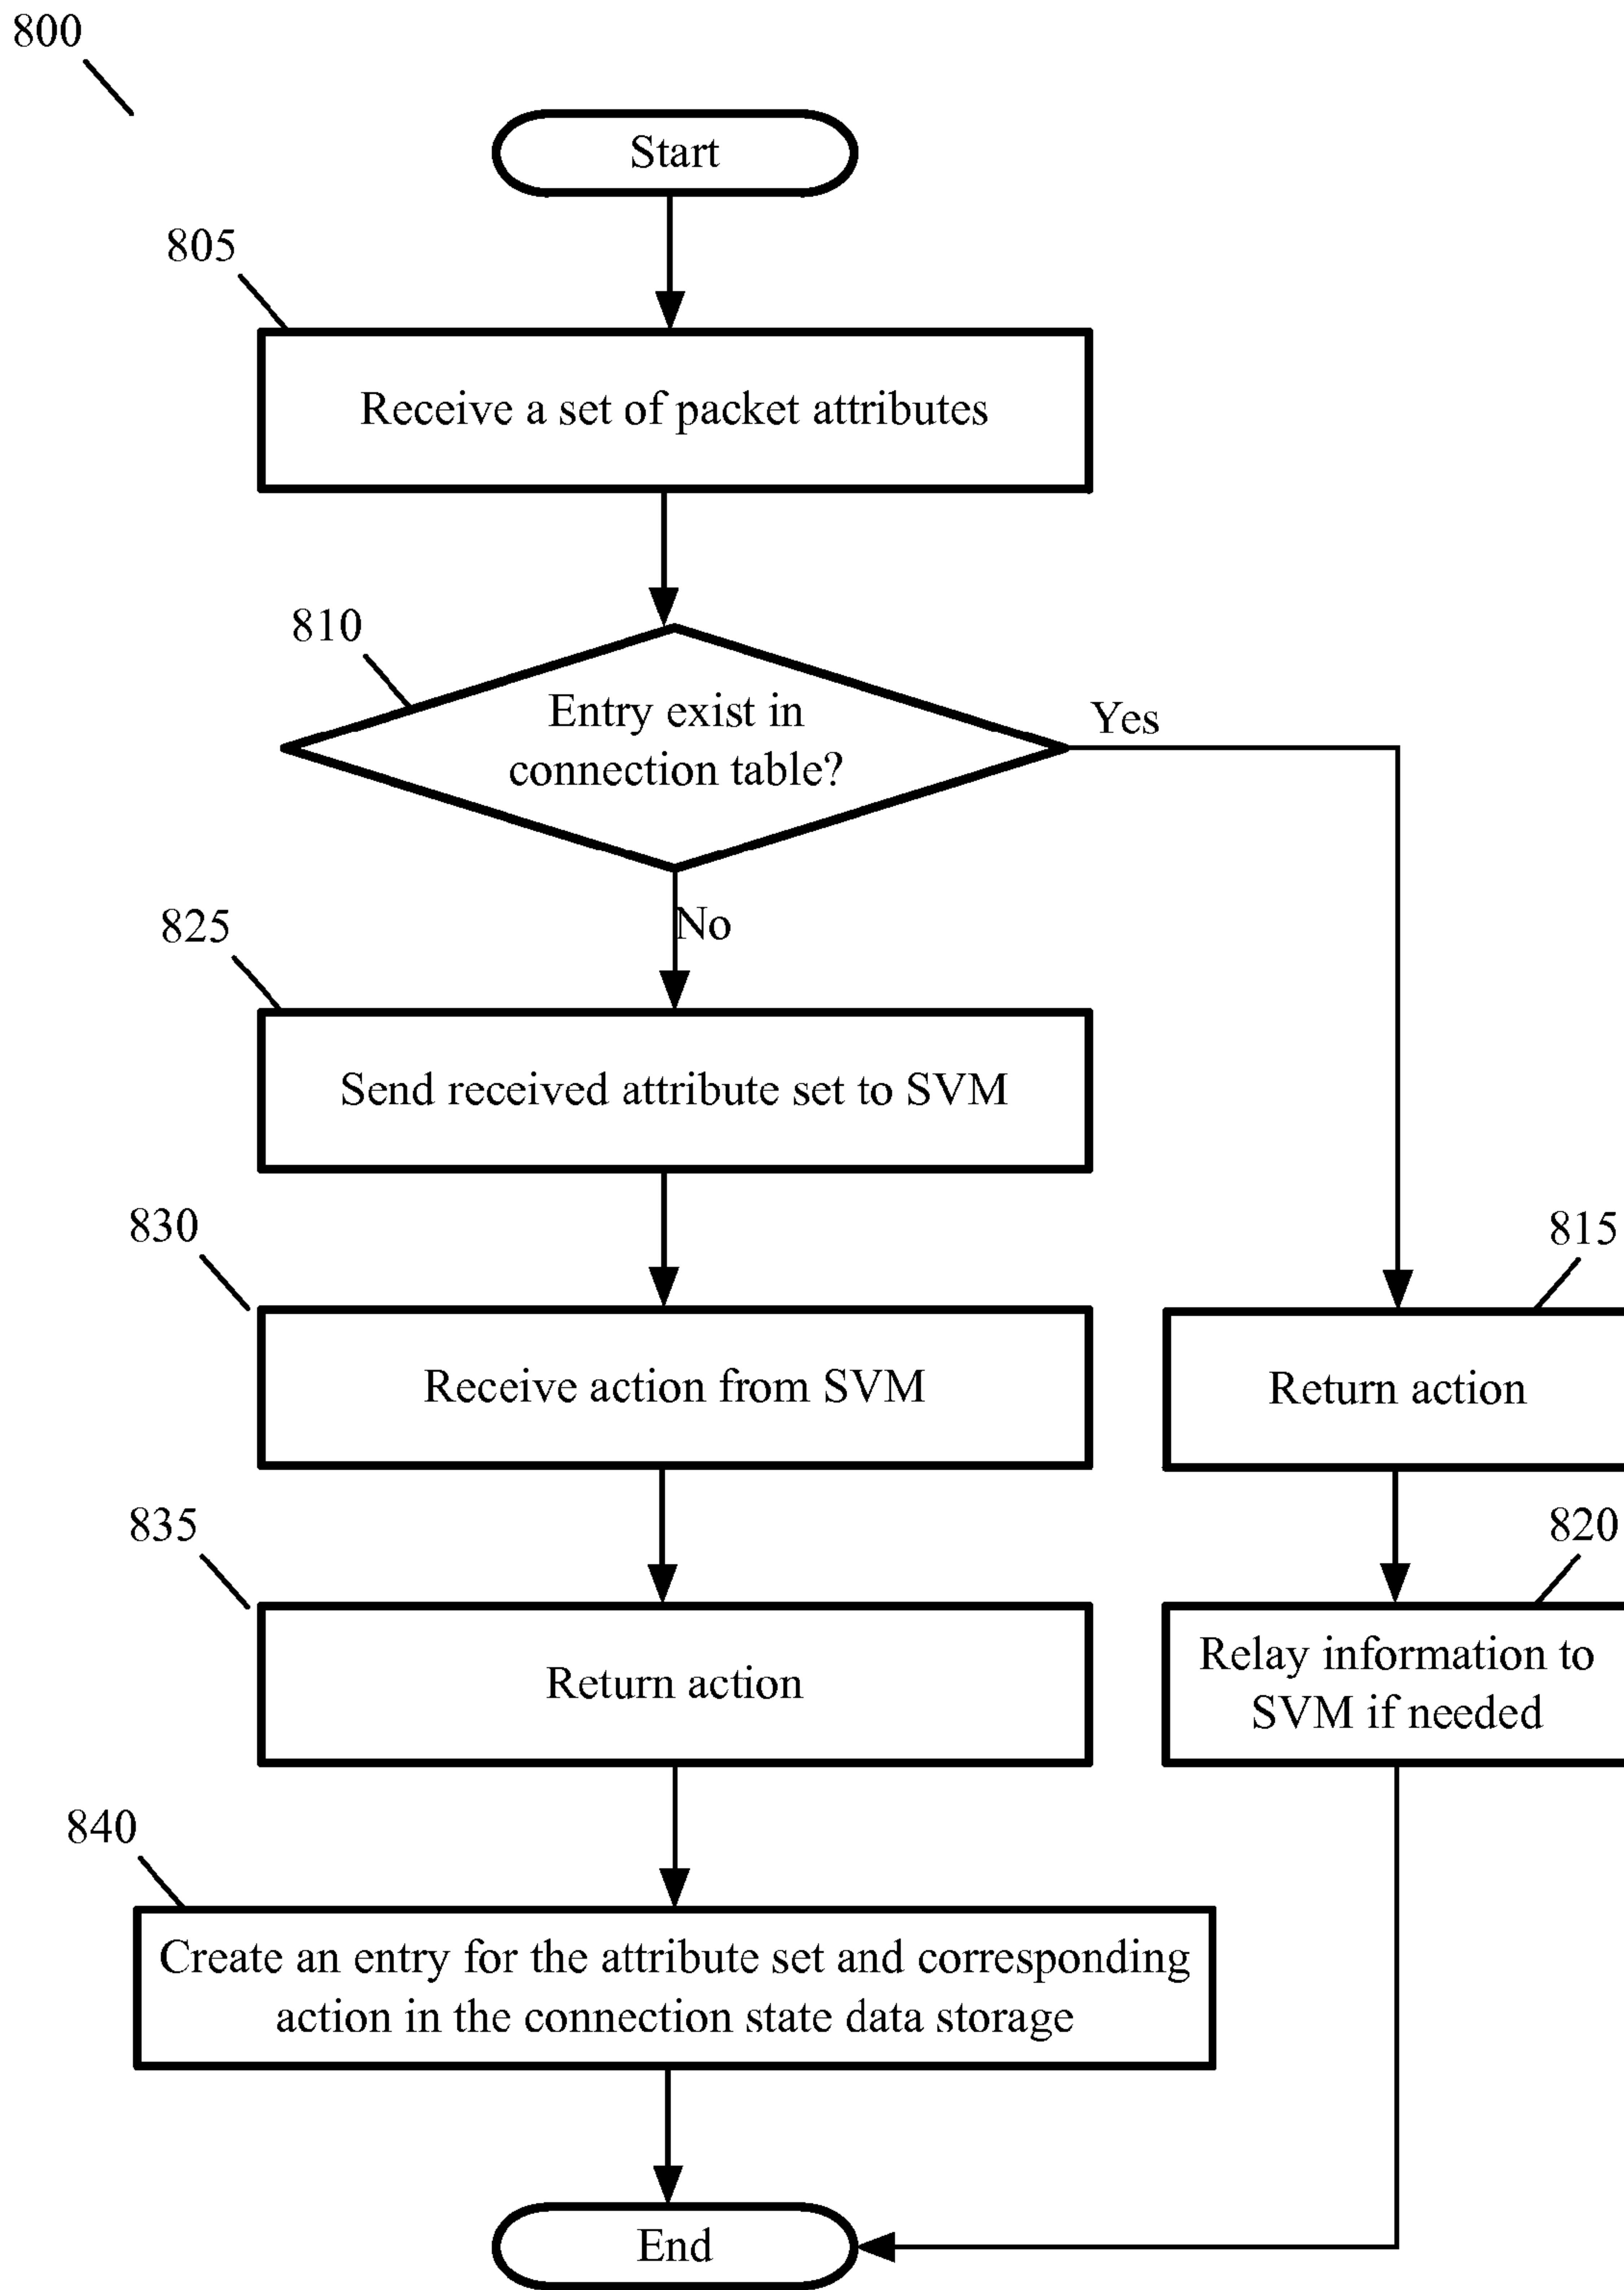 800
Start
805
Receive a set of packet attributes
810
Entry exist in
connection table?
Yes
No
825
Send received attribute set to SVM
830
Receive action from SVM
815
Return action
835
Return action
820
Relay information to
SVM if needed
840
Create an entry for the attribute set and corresponding
action in the connection state data storage
End